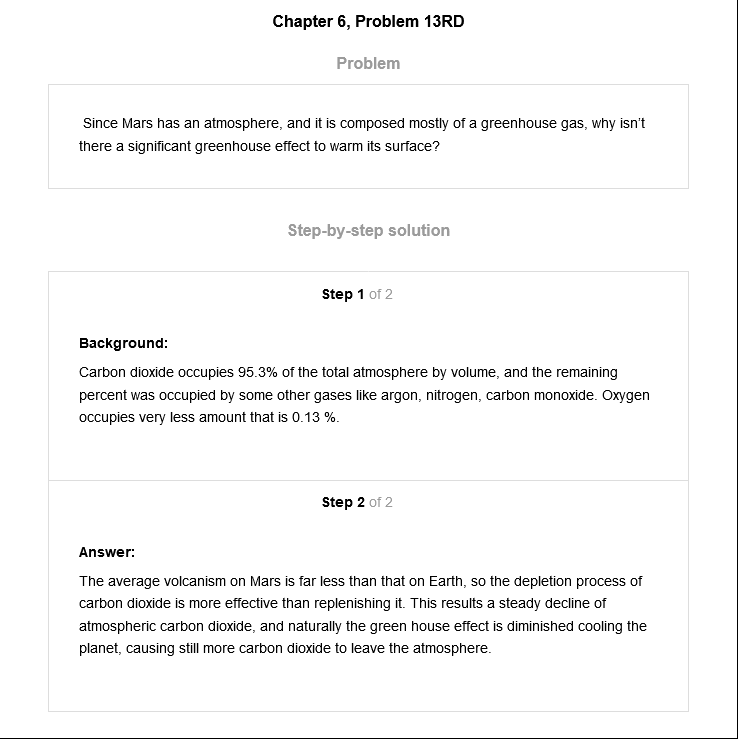 Chapter 6, Problem 13RD
Problem
Since Mars has an atmosphere, and it is composed mostly of a greenhouse gas, why isn't
there a significant greenhouse effect to warm its surface?
Step-by-step solution
Step 1 of 2
Background:
Carbon dioxide occupies 95.3% of the total atmosphere by volume, and the remaining
percent was occupied by some other gases like argon, nitrogen, carbon monoxide. Oxygen
occupies very less amount that is 0.13 %.
Step 2 of 2
Answer:
The average volcanism on Mars is far less than that on Earth, so the depletion process of
carbon dioxide is more effective than replenishing it. This results a steady decline of
atmospheric carbon dioxide, and naturally the green house effect is diminished cooling the
planet, causing still more carbon dioxide to leave the atmosphere.